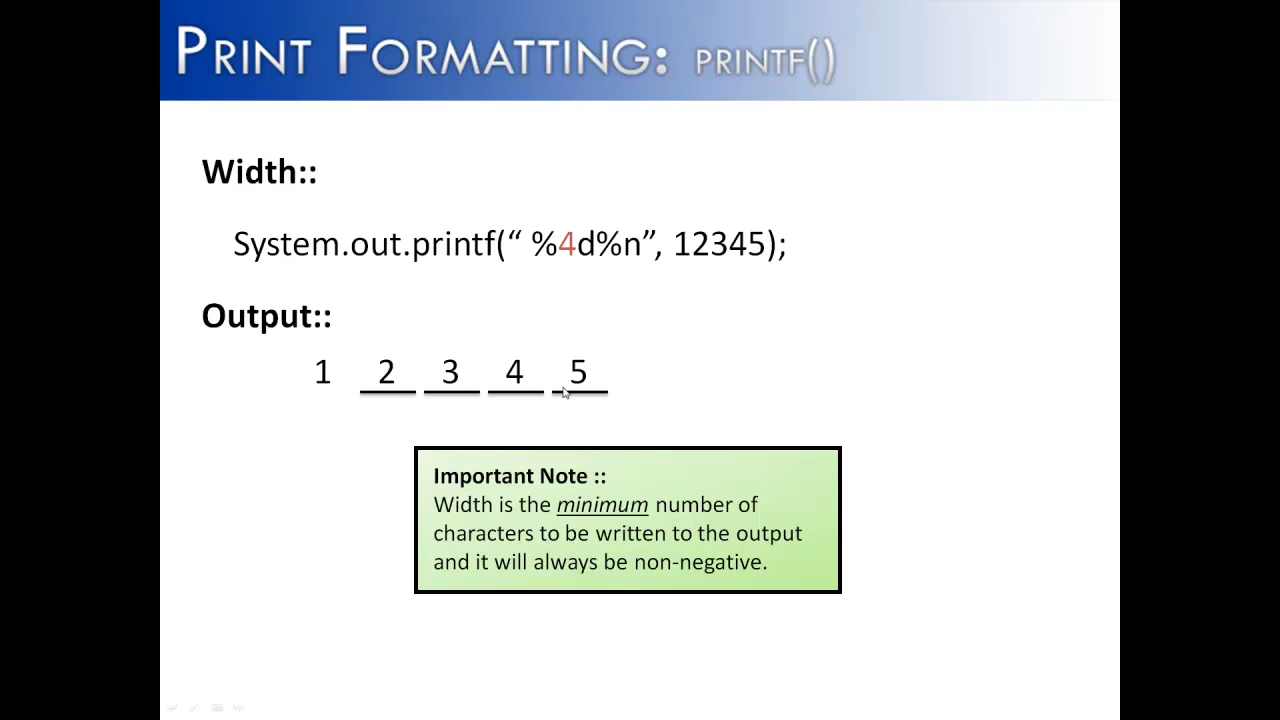 PRINT FORMATTING: PRINTF()
Width::
System.out.printf(“ %4d%n”, 12345);
Output::
1 2 3 4 5
Important Note ::
Width is the minimum number of
characters to be written to the output
and it will always be non-negative.